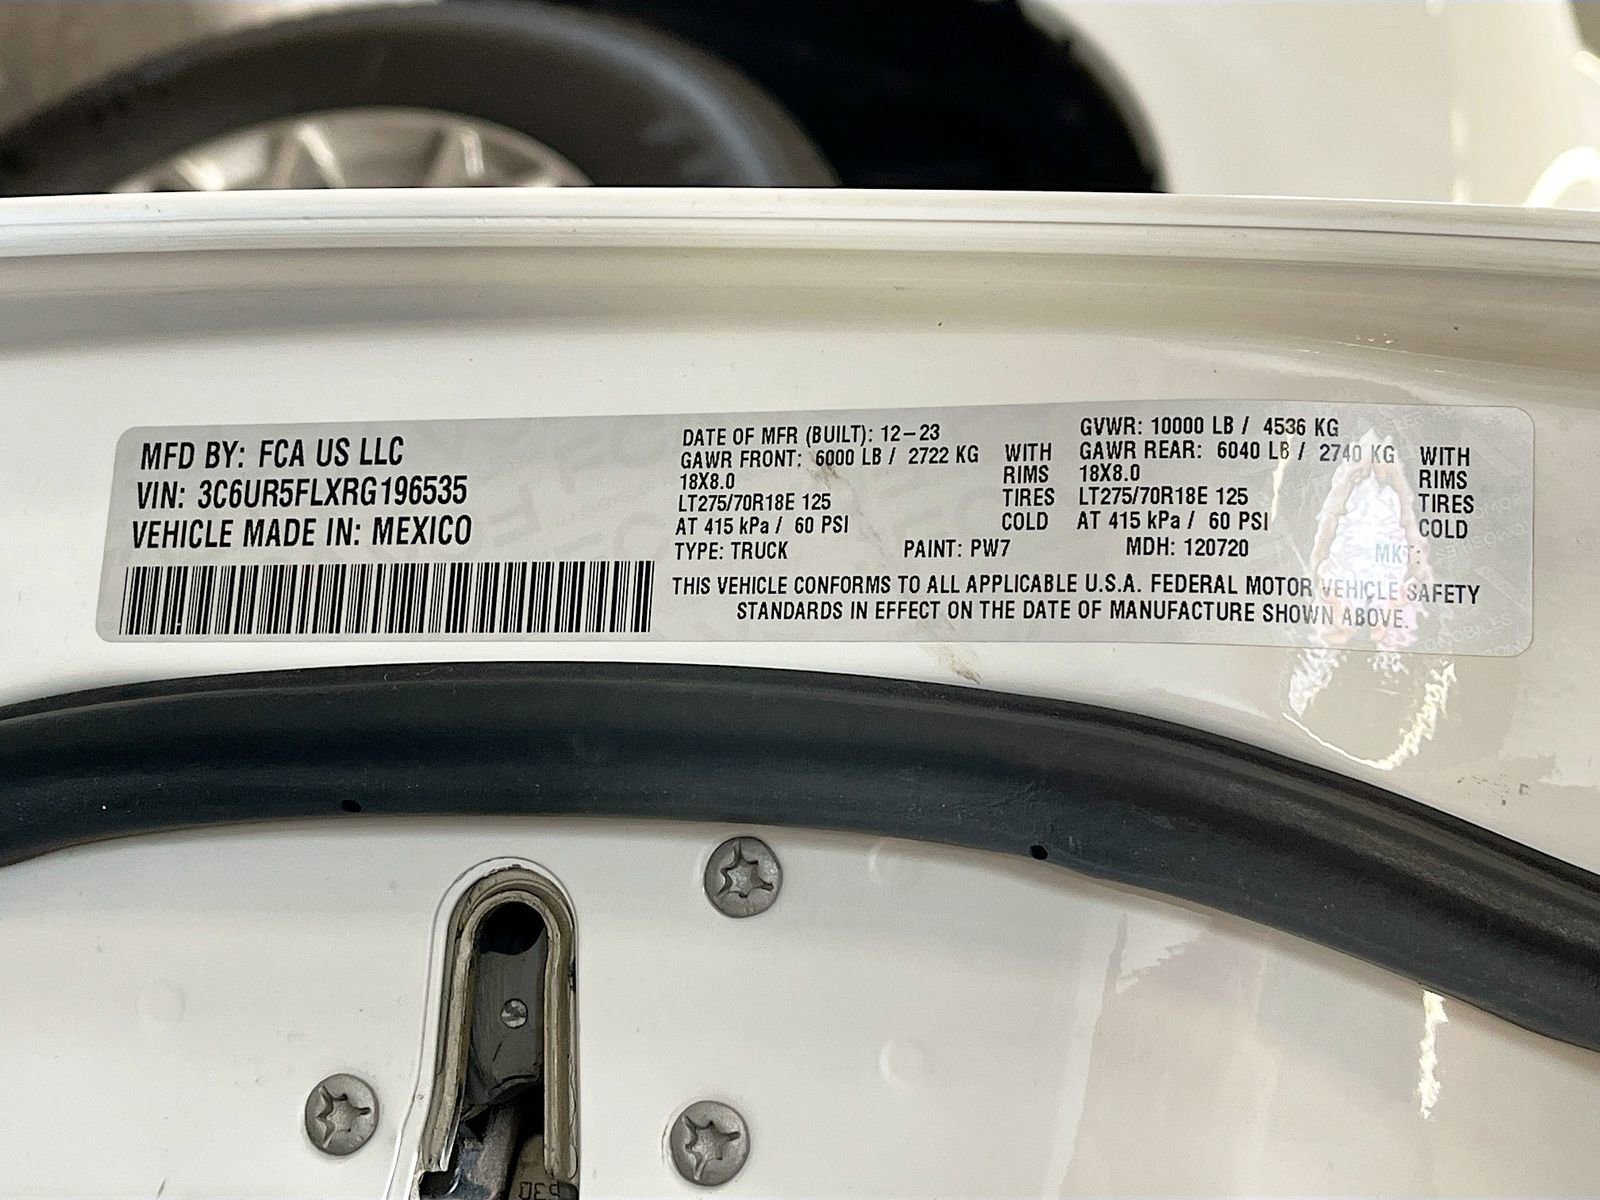 MFD BY: FCA US LLC
VIN: 3C6UR5FLXRG196535
VEHICLE MADE IN: MEXICO
DATE OF MFR (BUILT): 12-23
GAWR FRONT: 6000 LB / 2722 KG WITH
18X8.0 RIMS
LT275/70R18E 125 TIRES
AT 415 kPa / 60 PSI COLD
GVWR: 10000 LB / 4536 KG
GAWR REAR: 6040 LB / 2740 KG WITH
18X8.0 RIMS
LT275/70R18E 125 TIRES
AT 415 kPa / 60 PSI COLD
TYPE: TRUCK PAINT: PW7 MDH: 120720 MKT:
THIS VEHICLE CONFORMS TO ALL APPLICABLE U.S.A. FEDERAL MOTOR VEHICLE SAFETY
STANDARDS IN EFFECT ON THE DATE OF MANUFACTURE SHOWN ABOVE.